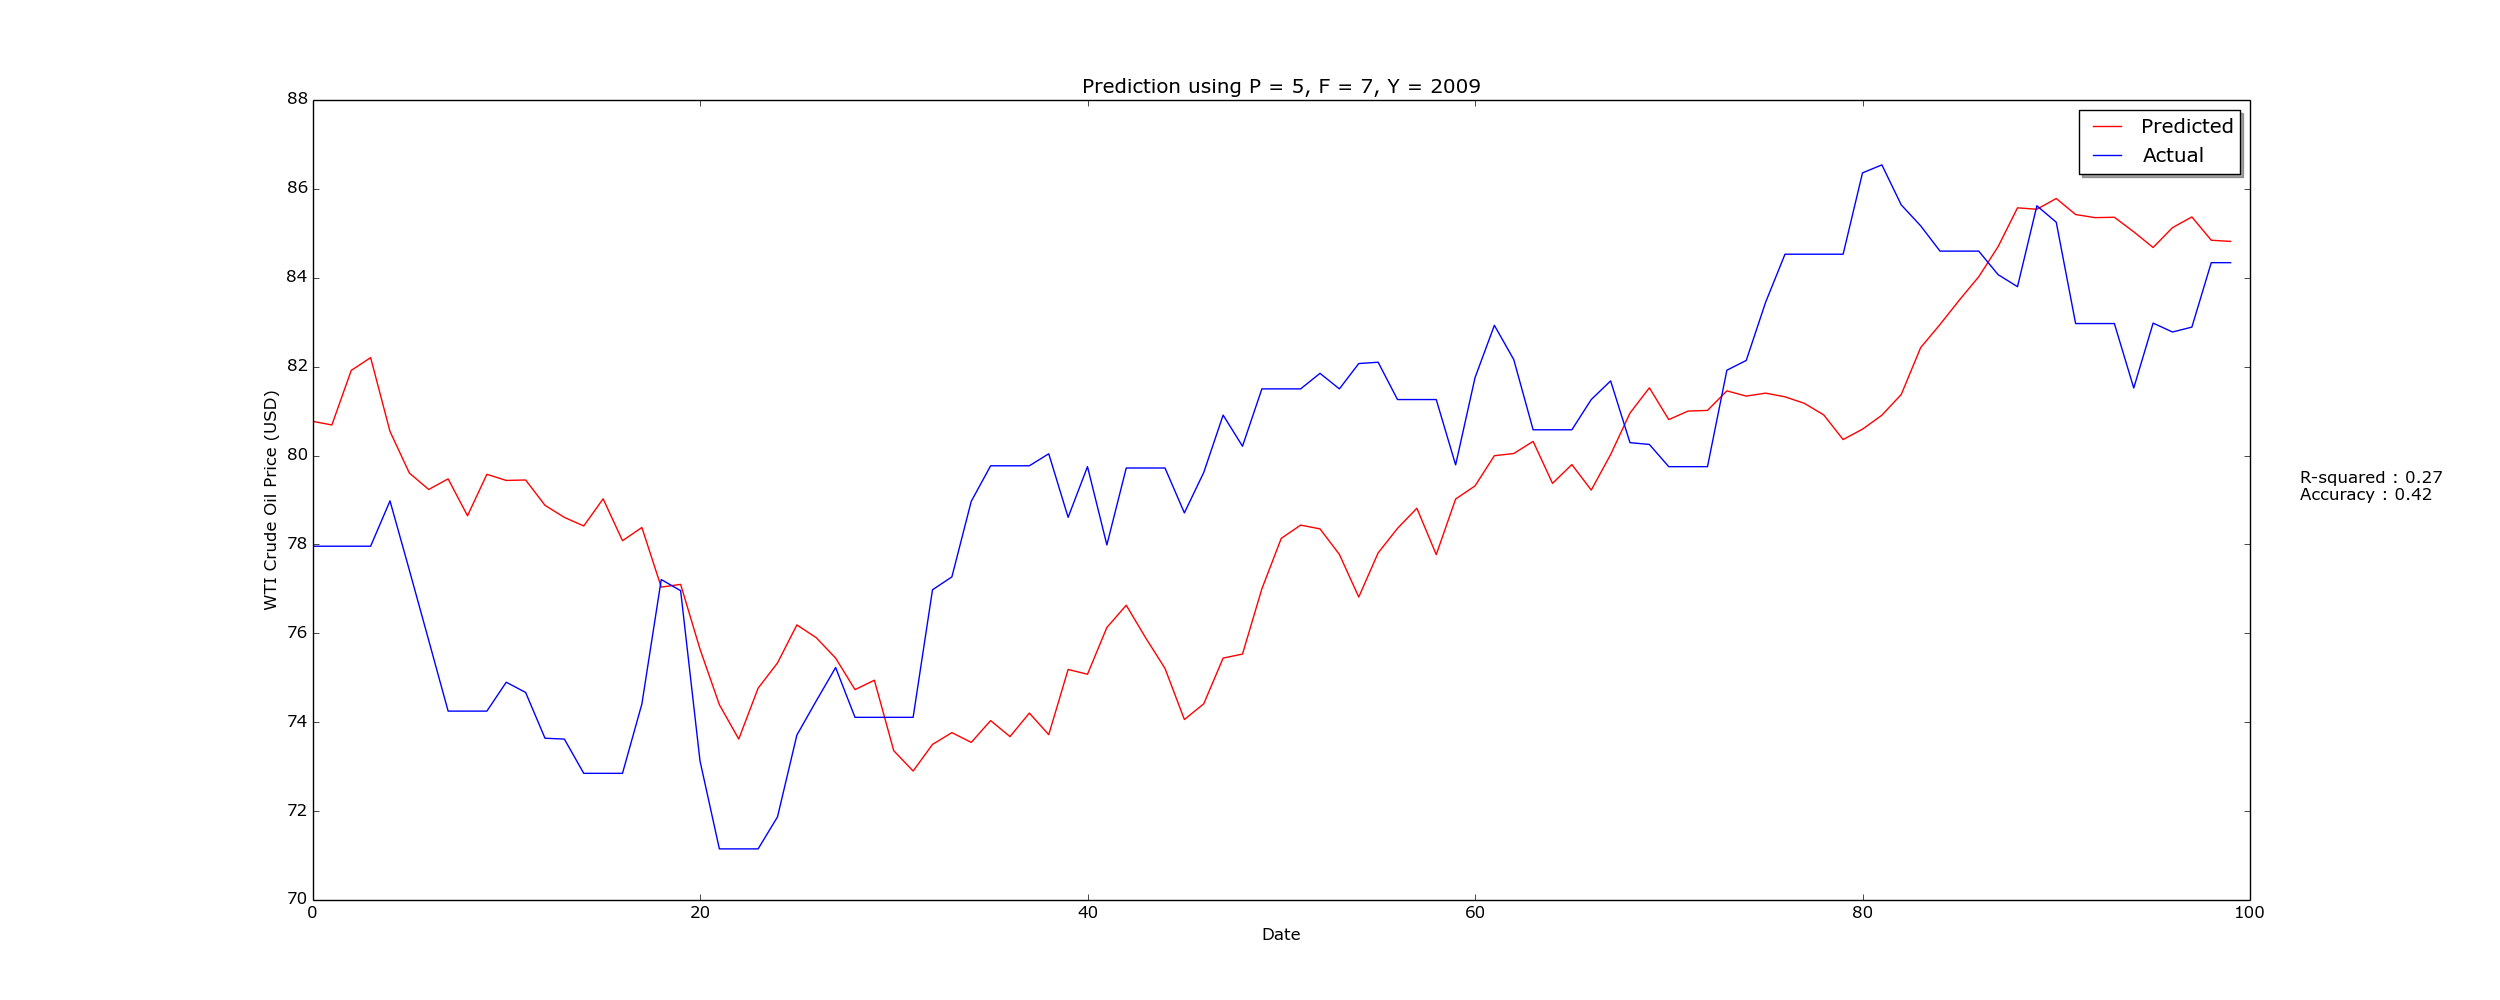 Prediction using P = 5, F = 7, Y = 2009
88
86
84
82
80
78
76
74
72
70
WTI Crude Oil Price (USD)
0
20
40
60
80
100
Date
Predicted
Actual
R-squared : 0.27
Accuracy : 0.42